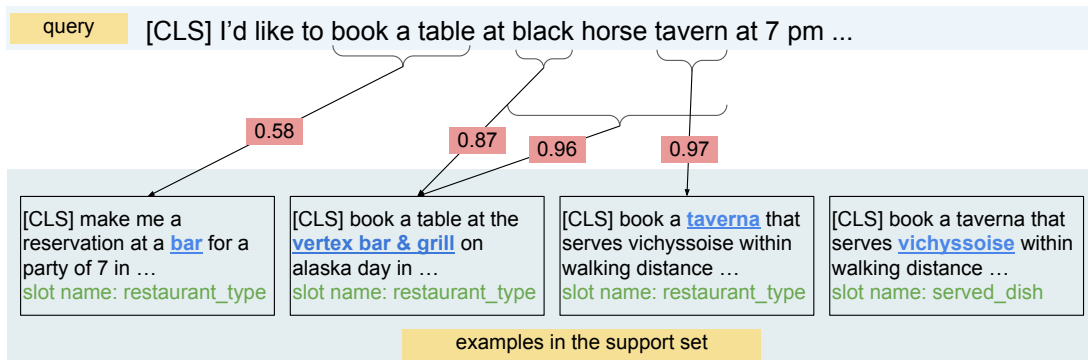 query
[CLS] I'd like to book a table at black horse tavern at 7 pm ...
0.58
0.87
0.96
0.97
[CLS] make me a
reservation at a bar for a
party of 7 in …
slot name: restaurant_type
[CLS] book a table at the
vertex bar & grill on
alaska day in …
slot name: restaurant_type
[CLS] book a taverna that
serves vichyssoise within
walking distance …
slot name: restaurant_type
[CLS] book a taverna that
serves vichyssoise within
walking distance …
slot name: served_dish
examples in the support set